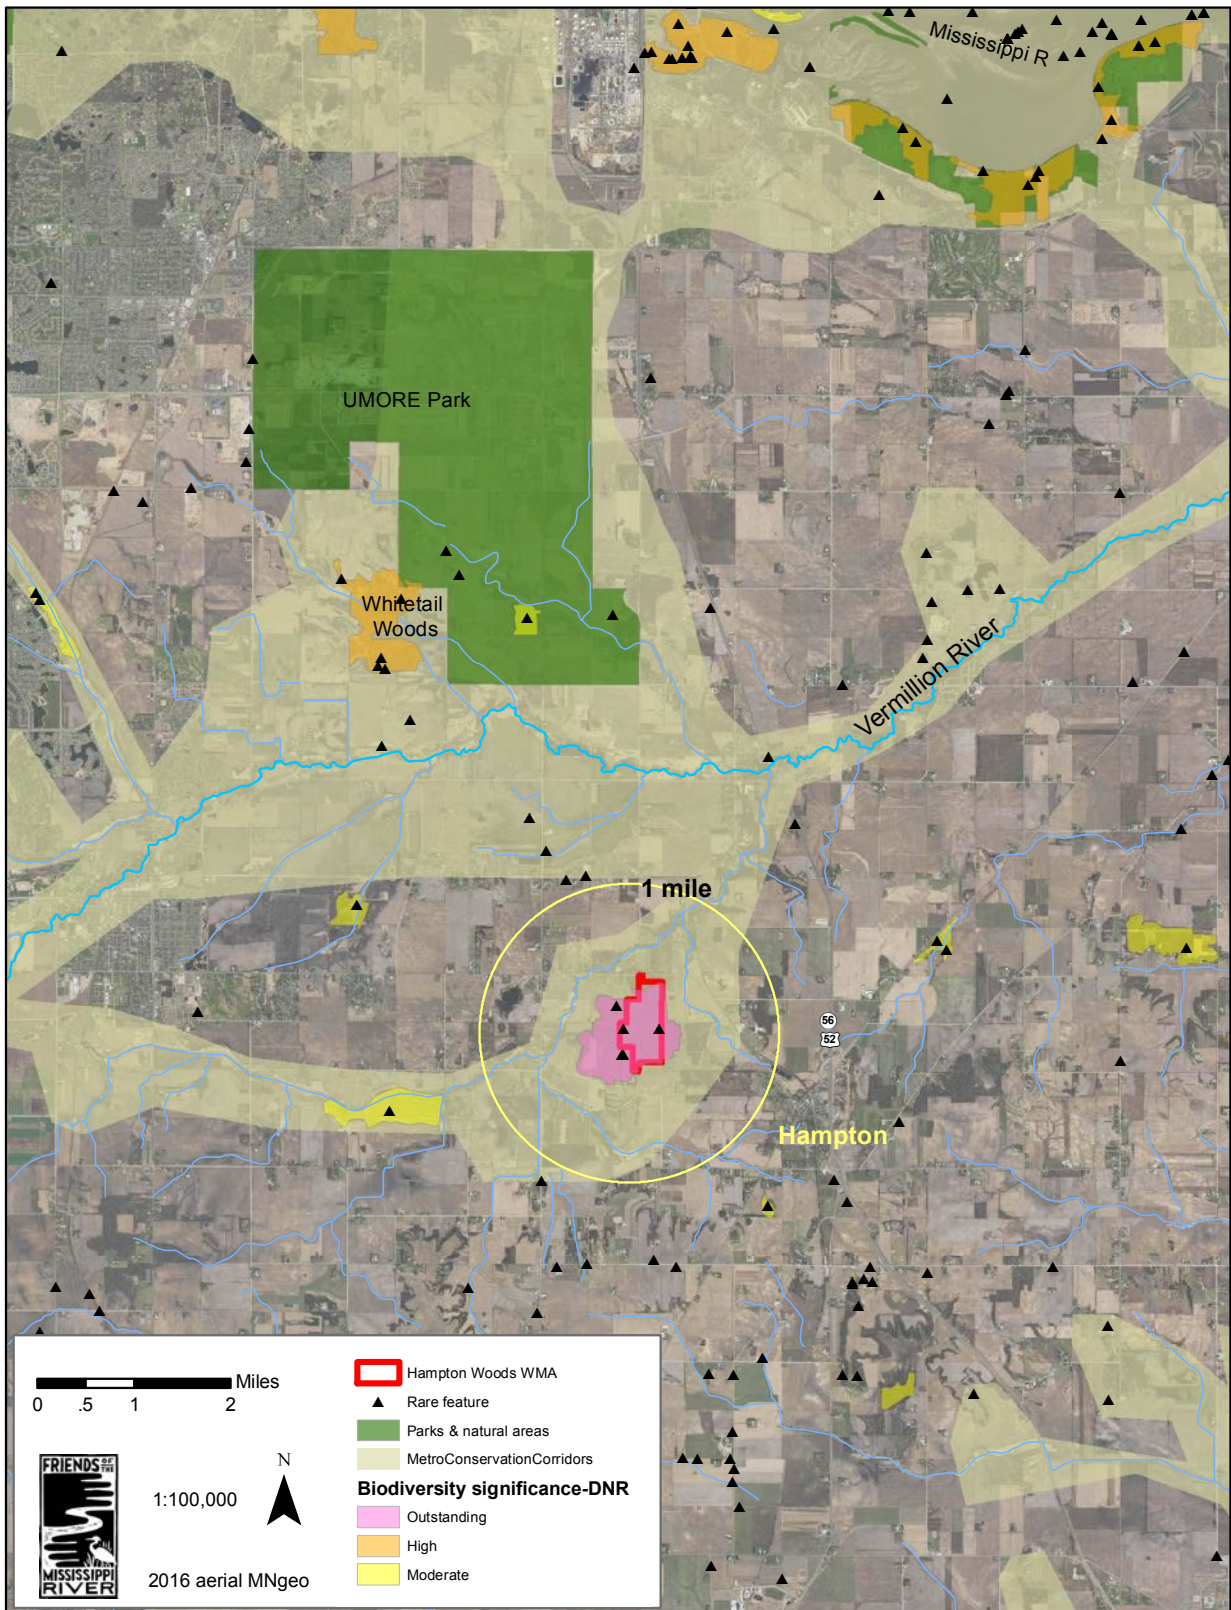 Mississippi R
UMORE Park
Whitetail
Woods
Vermillion River
1 mile
56
52
Hampton
Miles
0 .5 1 2
N
1:100,000
FRIENDS OF THE
MISSISSIPPI
RIVER
2016 aerial MNgeo
Hampton Woods WMA
Rare feature
Parks & natural areas
MetroConservationCorridors
Biodiversity significance-DNR
Outstanding
High
Moderate